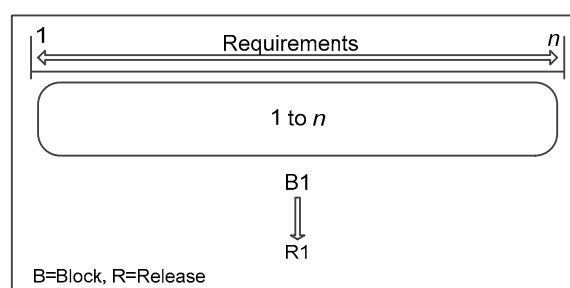 1 Requirements n
1 to n
B1
R1
B=Block, R=Release